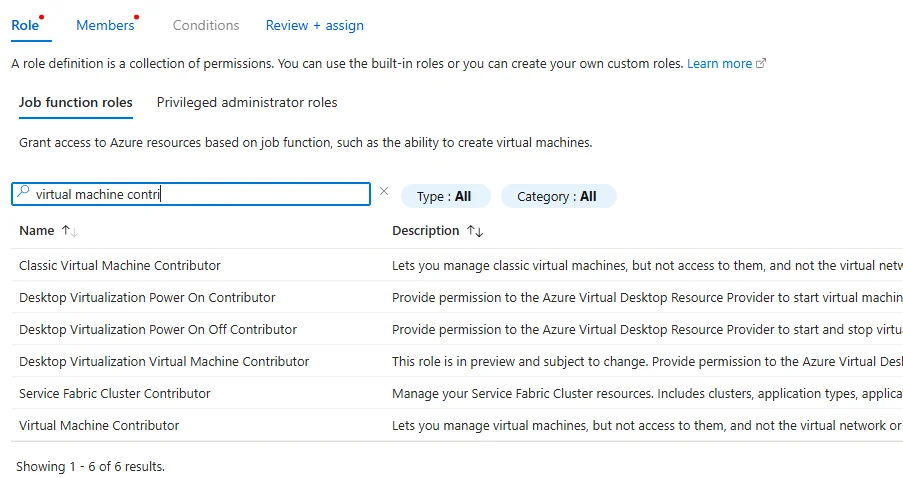 Role Members Conditions Review + assign
A role definition is a collection of permissions. You can use the built-in roles or you can create your own custom roles. Learn more
Job function roles Privileged administrator roles
Grant access to Azure resources based on job function, such as the ability to create virtual machines.
virtual machine contri Type : All Category : All
Name ↑↓ Description ↑↓
Classic Virtual Machine Contributor Lets you manage classic virtual machines, but not access to them, and not the virtual netw
Desktop Virtualization Power On Contributor Provide permission to the Azure Virtual Desktop Resource Provider to start virtual machin
Desktop Virtualization Power On Off Contributor Provide permission to the Azure Virtual Desktop Resource Provider to start and stop virtu
Desktop Virtualization Virtual Machine Contributor This role is in preview and subject to change. Provide permission to the Azure Virtual Desk
Service Fabric Cluster Contributor Manage your Service Fabric Cluster resources. Includes clusters, application types, applica
Virtual Machine Contributor Lets you manage virtual machines, but not access to them, and not the virtual network or
Showing 1 - 6 of 6 results.